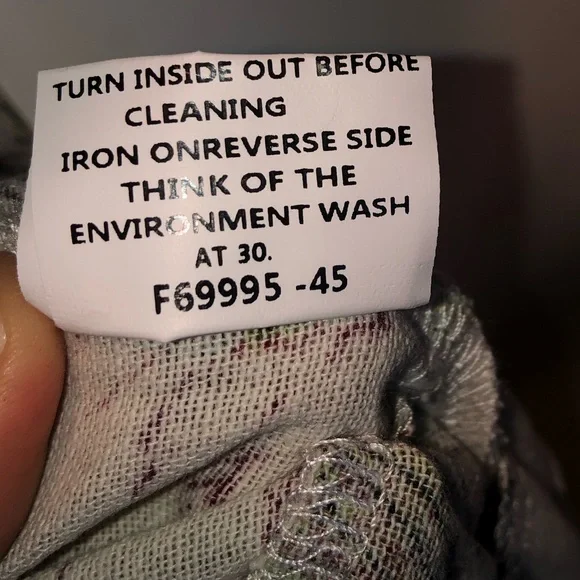 TURN INSIDE OUT BEFORE
CLEANING
IRON ONREVERSE SIDE
THINK OF THE
ENVIRONMENT WASH
AT 30.
F69995 -45